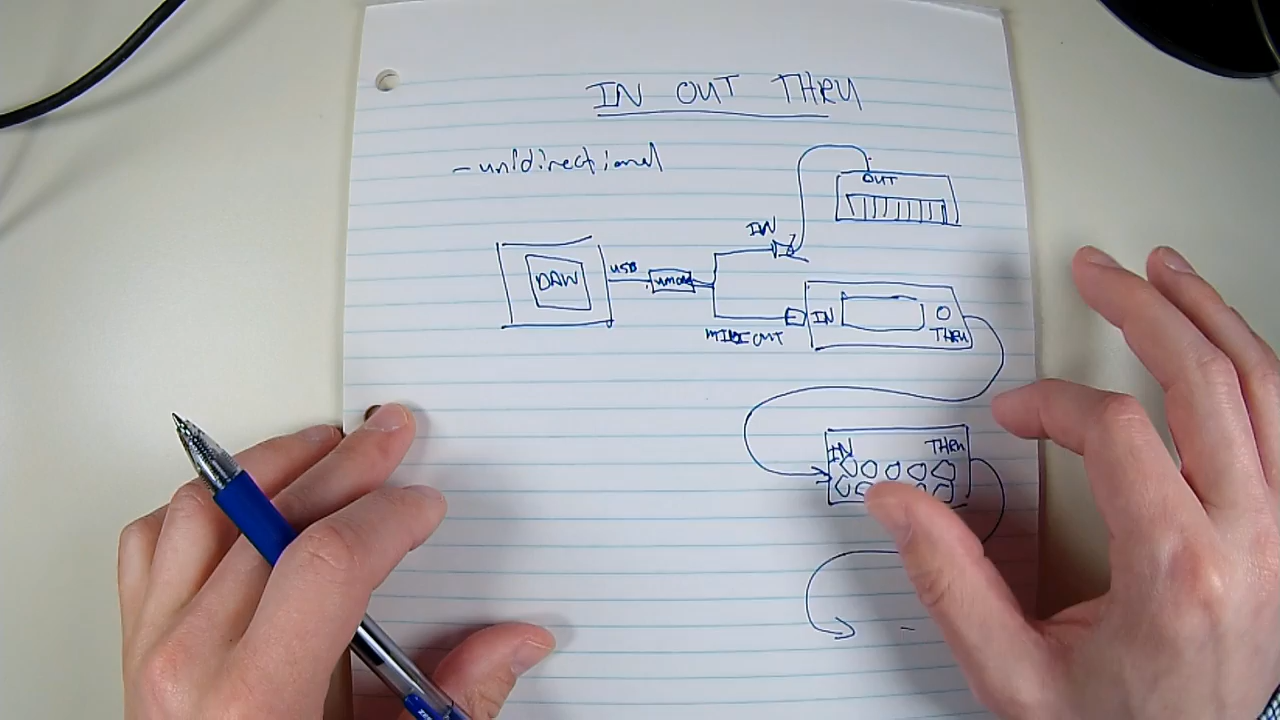 IN OUT THRU
- unidirectional
OUT
IN
DAW
USB
IN
THRU
MIDI OUT
IN
THRU